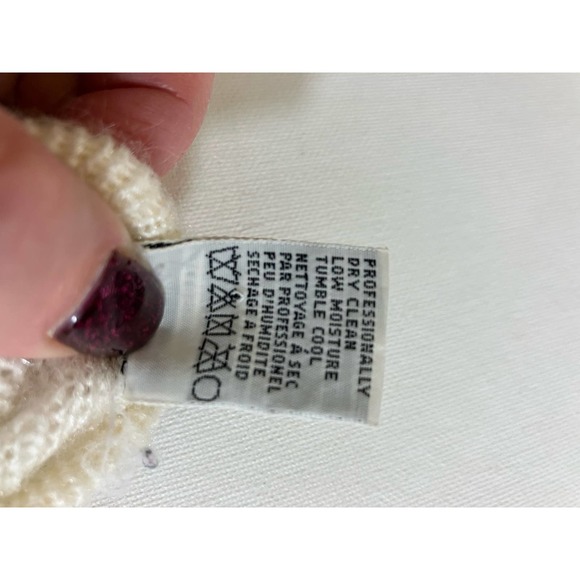 PROFESSIONALLY
DRY CLEAN
LOW MOISTURE
TUMBLE COOL
NETTOYAGE À SEC
PAR PROFESSIONEL
PEU D'HUMIDITE
SECHAGE A FROID